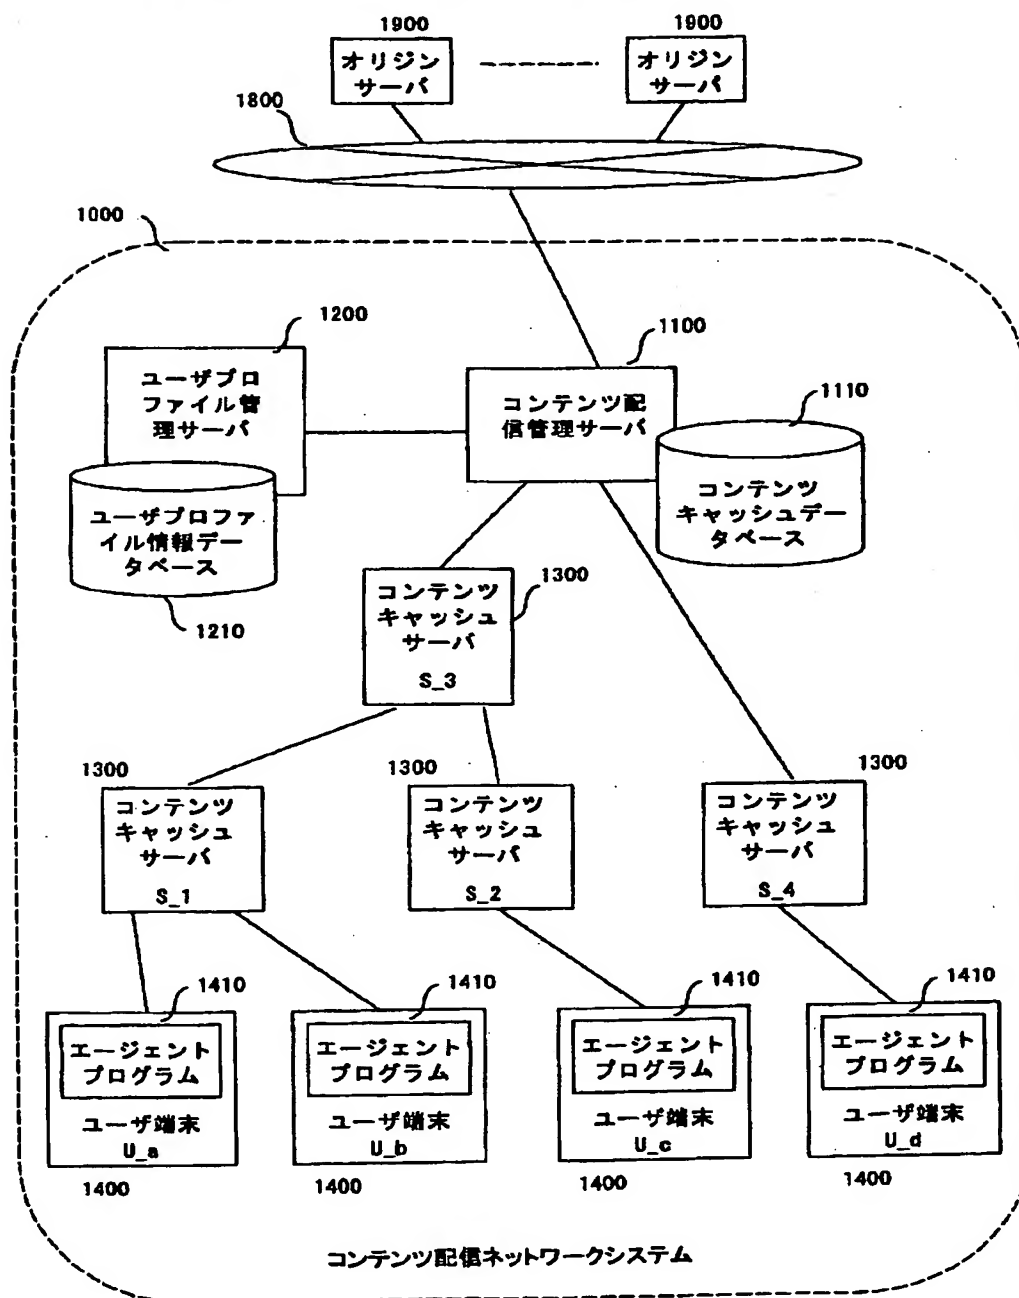 1900
1900
オリジン
サーバ
オリジン
サーバ
1800
1000
1200
1100
1110
ユーザプロ
ファイル管
理サーバ
コンテンツ配
信管理サーバ
コンテンツ
キャッシュデー
タベース
ユーザプロファ
イル情報デー
タベース
1210
1300
コンテンツ
キャッシュ
サーバ
S_3
1300
1300
1300
コンテンツ
キャッシュ
サーバ
S_1
コンテンツ
キャッシュ
サーバ
S_2
コンテンツ
キャッシュ
サーバ
S_4
1410
1410
1410
1410
エージェント
プログラム
ユーザ端末
U_a
エージェント
プログラム
ユーザ端末
U_b
エージェント
プログラム
ユーザ端末
U_c
エージェント
プログラム
ユーザ端末
U_d
1400
1400
1400
1400
コンテンツ配信ネットワークシステム